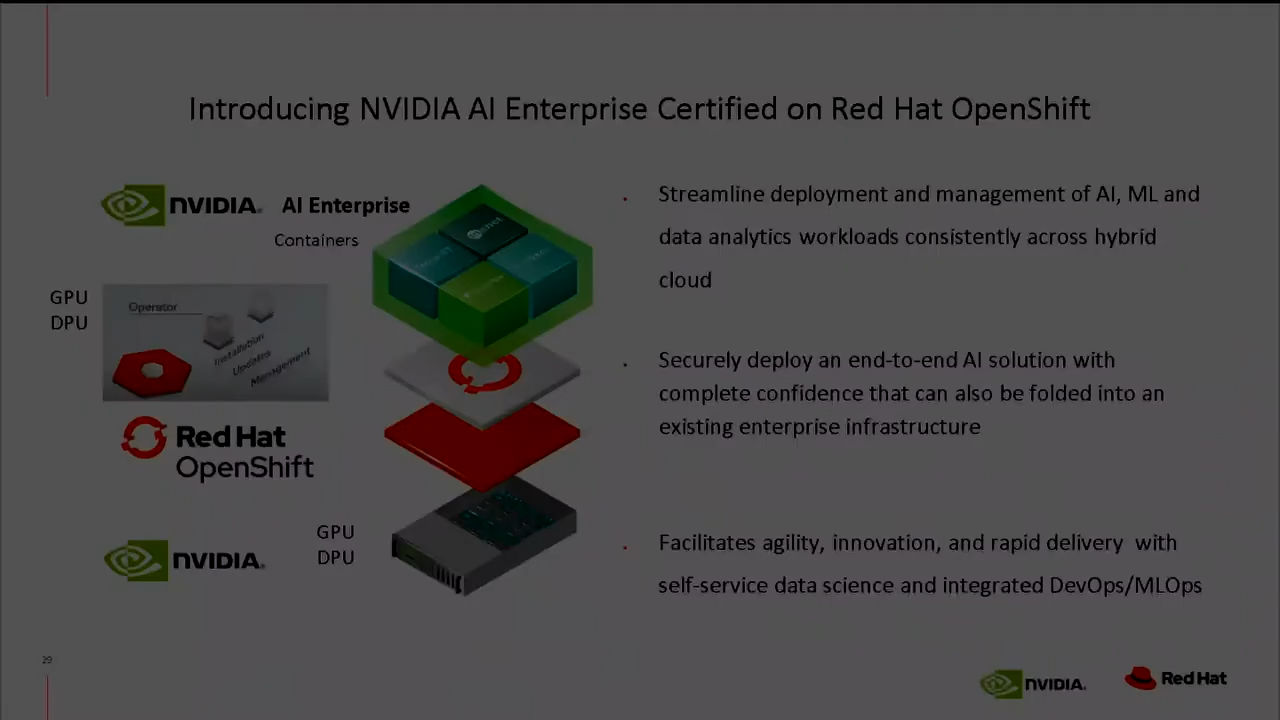 Introducing NVIDIA AI Enterprise Certified on Red Hat OpenShift
NVIDIA. AI Enterprise
Containers
GPU
DPU
Operator
Installation
Updates
Management
Red Hat
OpenShift
GPU
DPU
NVIDIA.
. Streamline deployment and management of AI, ML and
data analytics workloads consistently across hybrid
cloud
. Securely deploy an end-to-end AI solution with
complete confidence that can also be folded into an
existing enterprise infrastructure
. Facilitates agility, innovation, and rapid delivery with
self-service data science and integrated DevOps/MLOps
29
NVIDIA.
Red Hat